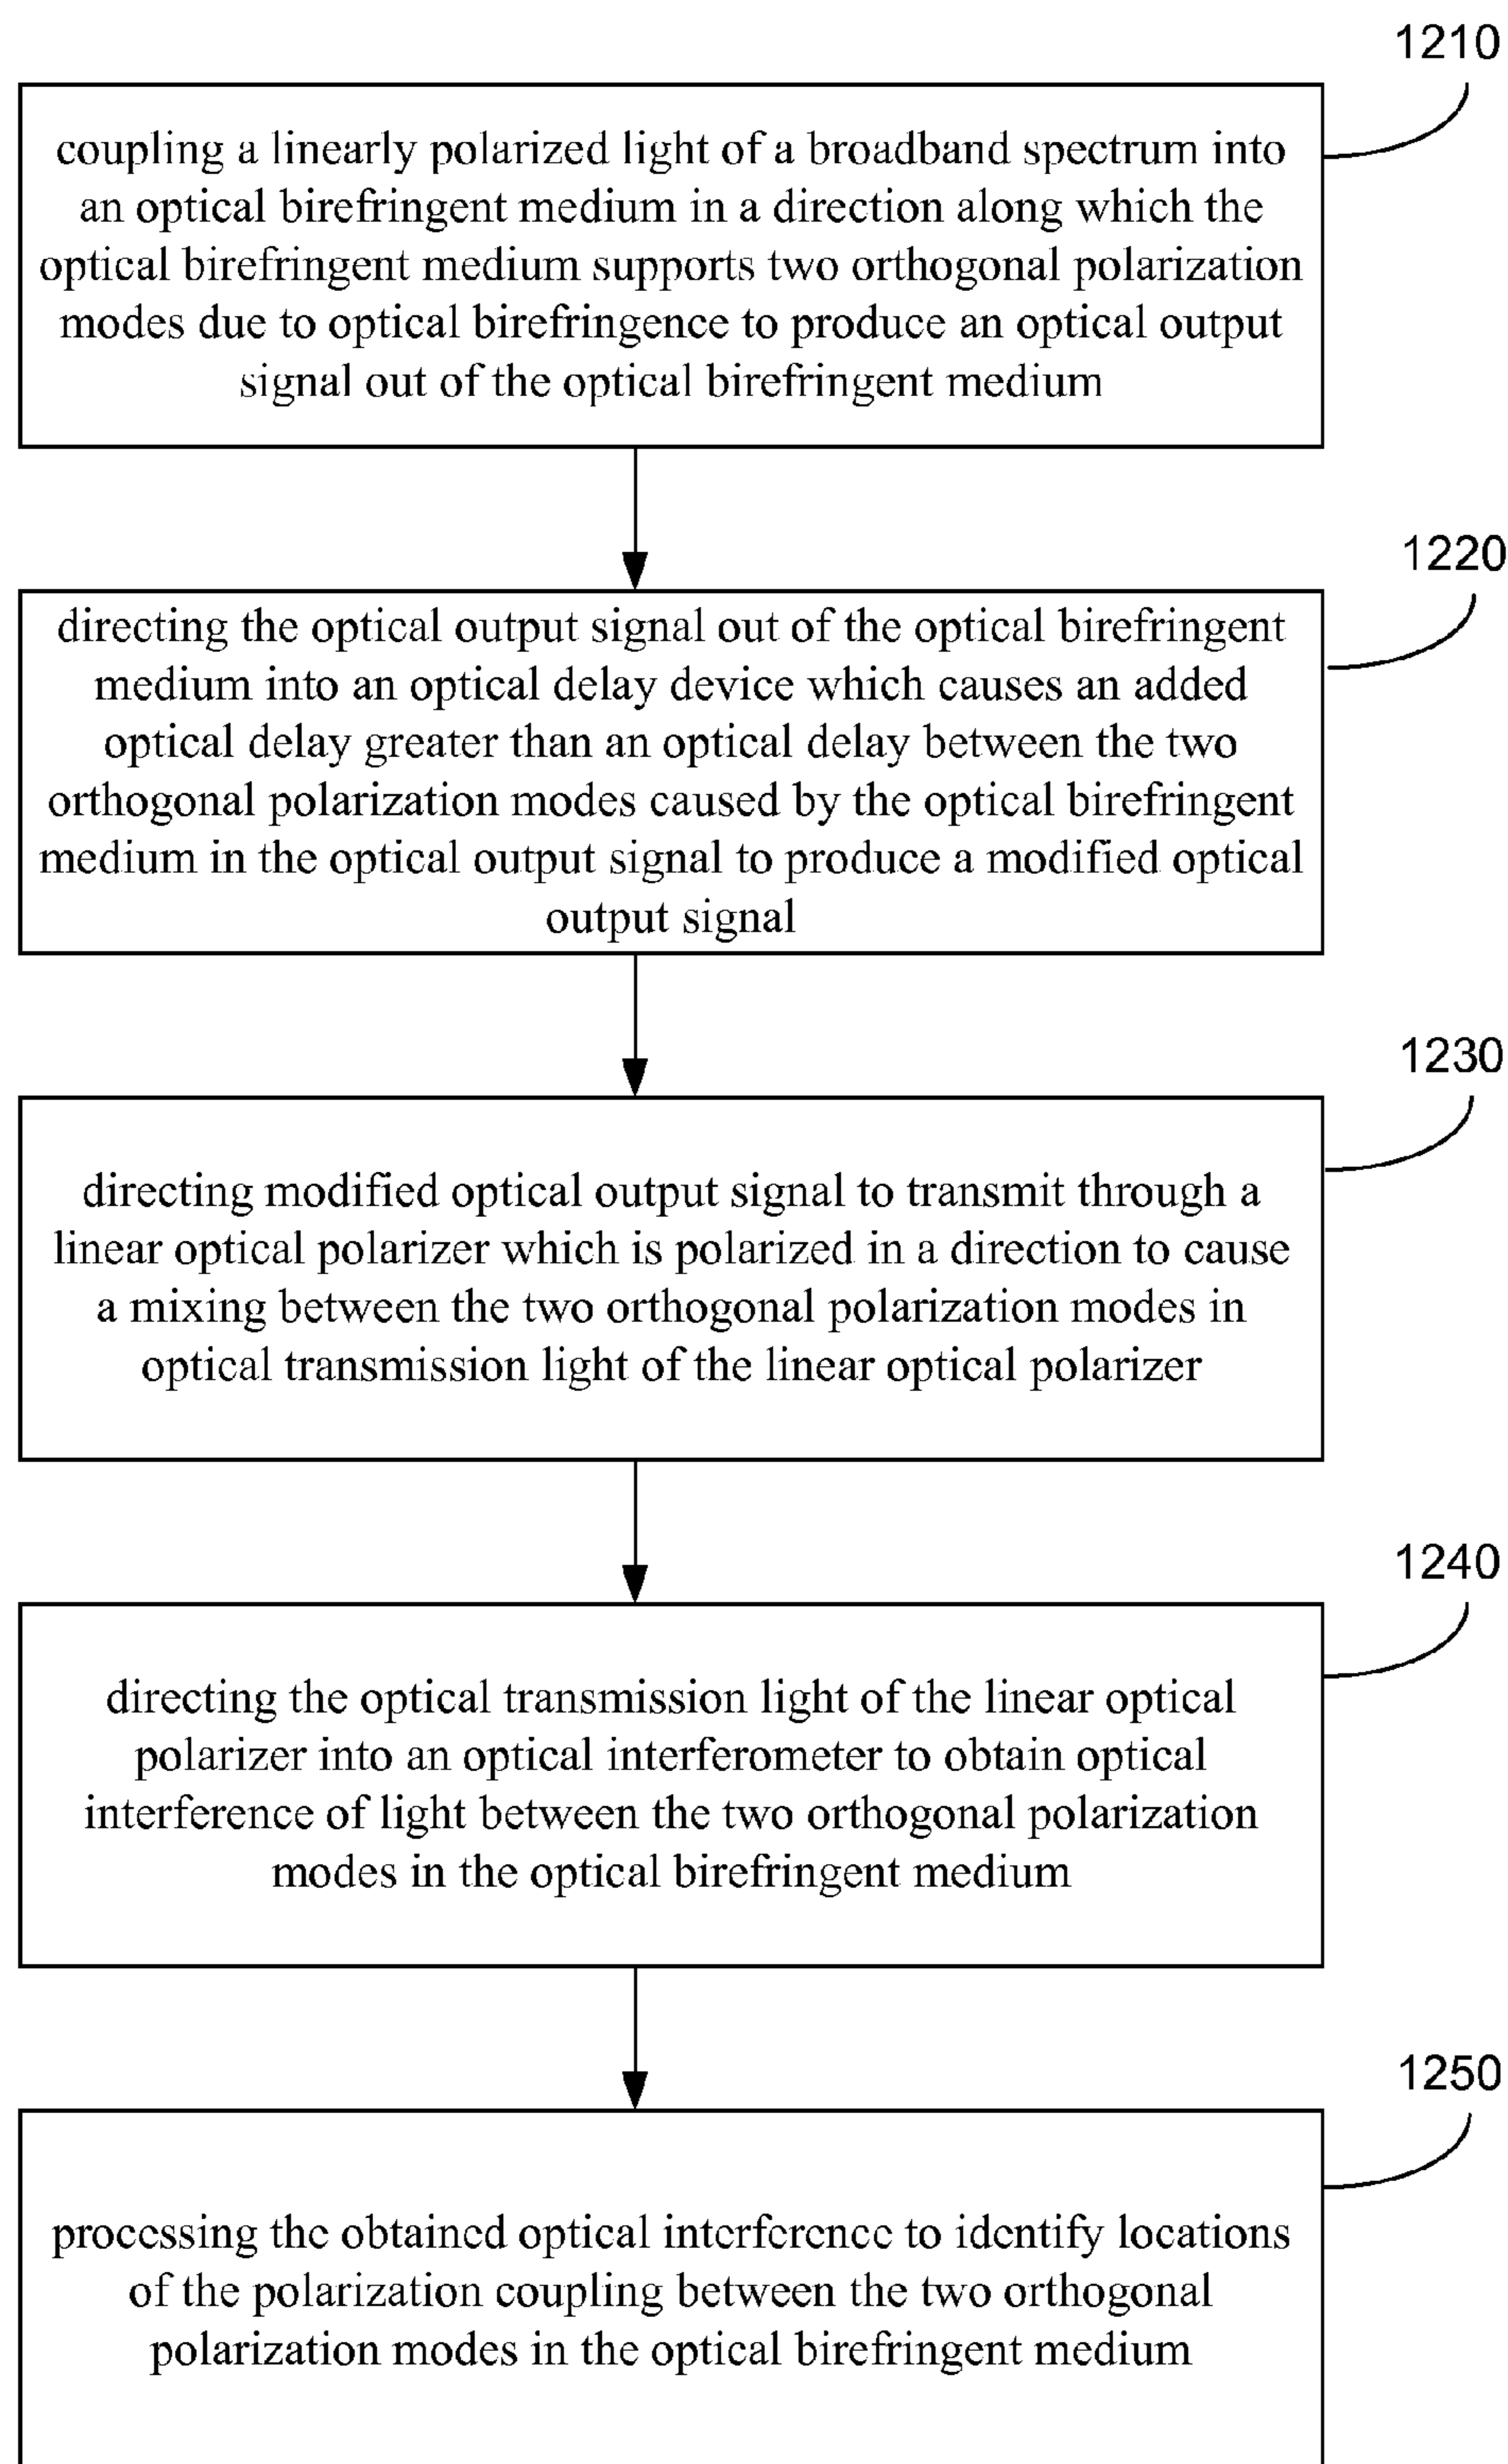 1210
coupling a linearly polarized light of a broadband spectrum into
an optical birefringent medium in a direction along which the
optical birefringent medium supports two orthogonal polarization
modes due to optical birefringence to produce an optical output
signal out of the optical birefringent medium
1220
directing the optical output signal out of the optical birefringent
medium into an optical delay device which causes an added
optical delay greater than an optical delay between the two
orthogonal polarization modes caused by the optical birefringent
medium in the optical output signal to produce a modified optical
output signal
1230
directing modified optical output signal to transmit through a
linear optical polarizer which is polarized in a direction to cause
a mixing between the two orthogonal polarization modes in
optical transmission light of the linear optical polarizer
1240
directing the optical transmission light of the linear optical
polarizer into an optical interferometer to obtain optical
interference of light between the two orthogonal polarization
modes in the optical birefringent medium
1250
processing the obtained optical interference to identify locations
of the polarization coupling between the two orthogonal
polarization modes in the optical birefringent medium